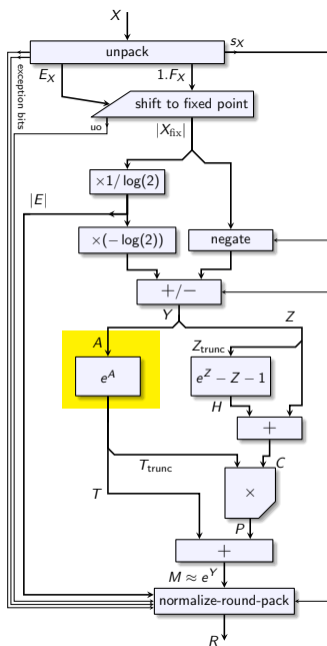 X
unpack
s_X
E_X
1.F_X
exception bits
shift to fixed point
uo
|X_fix|
×1/ log(2)
|E|
×(− log(2))
negate
+/−
Y
Z
A
Z_trunc
e^A
e^Z − Z − 1
H
+
T_trunc
C
×
T
P
+
M ≈ e^Y
normalize-round-pack
R